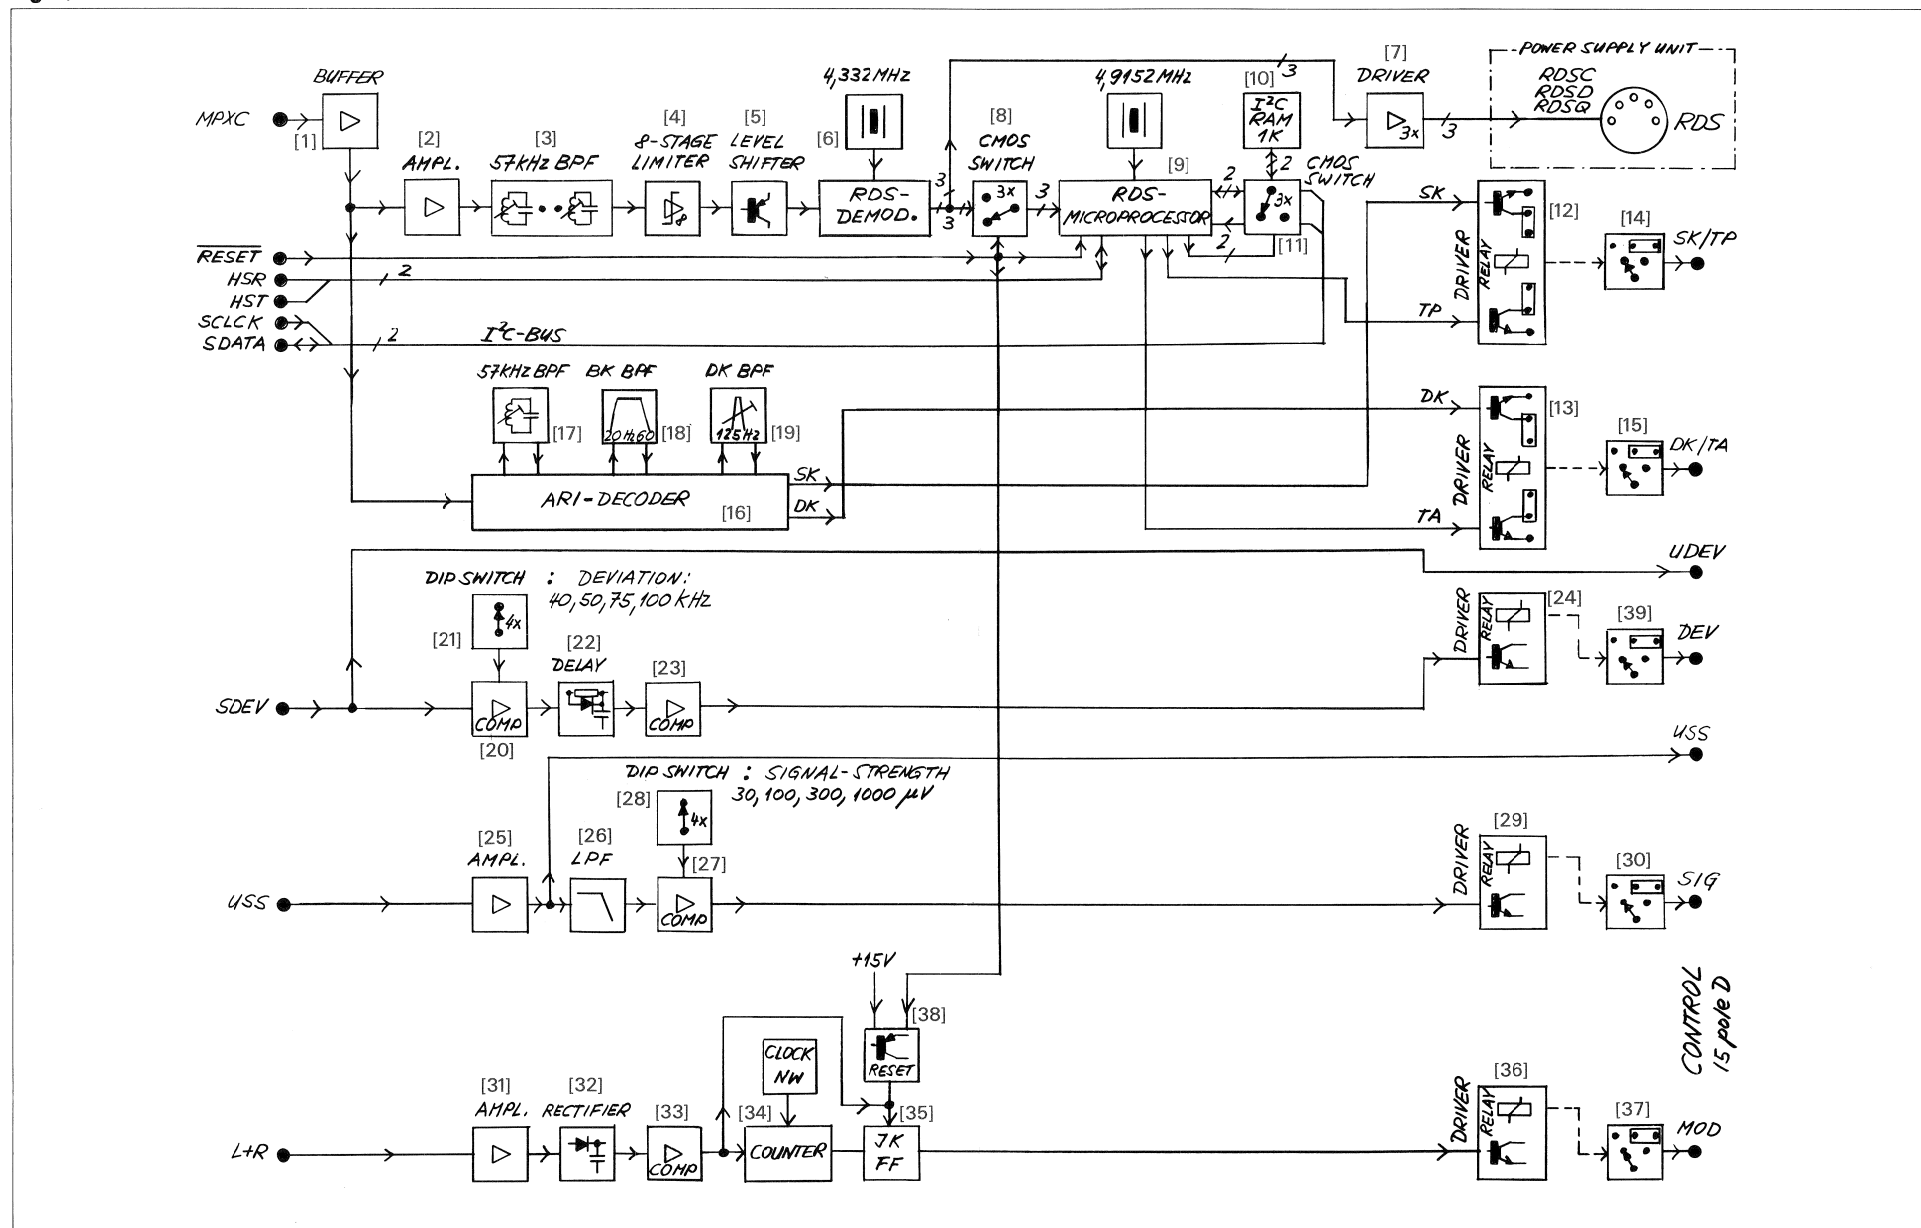 POWER SUPPLY UNIT
[7]
DRIVER
3
3x
3
RDSC
RDSD
RDSQ
RDS
BUFFER
MPXC
[1]
[2]
AMPL.
[3]
57kHz BPF
[4]
8-STAGE
LIMITER
8
[5]
LEVEL
SHIFTER
4,332MHz
[6]
RDS-
DEMOD.
3
3
[8]
CMOS
SWITCH
3x
3
4,9152MHz
[9]
RDS-
MICROPROCESSOR
[10]
I²C
RAM
1K
2
2
2
CMOS
SWITCH
3x
[11]
RESET
HSR
HST
2
SCLCK
SDATA
2
I²C-BUS
SK
TP
DRIVER
RELAY
[12]
[14]
SK/TP
57kHz BPF
[17]
BK BPF
20Hz60
[18]
DK BPF
125Hz
[19]
ARI-DECODER
[16]
SK
DK
DK
TA
DRIVER
RELAY
[13]
[15]
DK/TA
UDEV
DIP SWITCH : DEVIATION:
40,50,75,100 kHz
4x
[21]
[22]
DELAY
[23]
SDEV
COMP
[20]
COMP
DRIVER
RELAY
[24]
[39]
DEV
USS
DIP SWITCH : SIGNAL-STRENGTH
30,100,300,1000 µV
[28]
4x
[25]
AMPL.
[26]
LPF
[27]
COMP
USS
DRIVER
RELAY
[29]
[30]
SIG
+15V
[38]
RESET
CLOCK
NW
[31]
AMPL.
[32]
RECTIFIER
[33]
COMP
[34]
COUNTER
[35]
JK
FF
L+R
DRIVER
RELAY
[36]
[37]
MOD
CONTROL
15 pole D